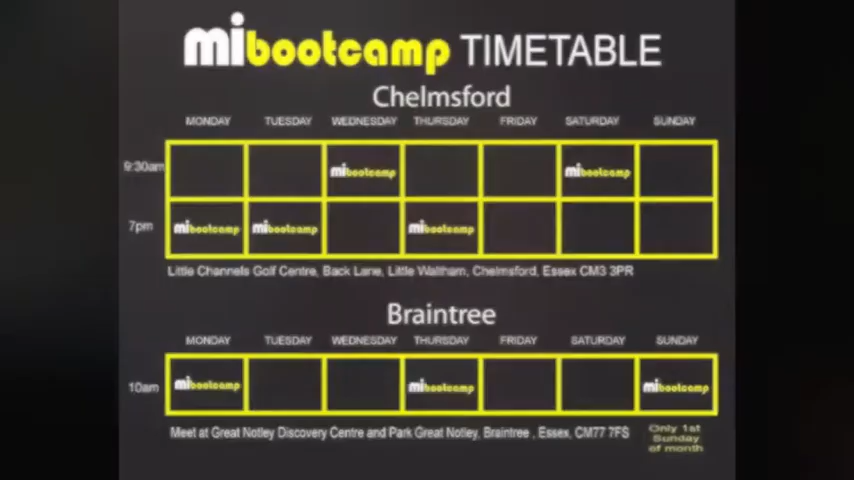 mibootcamp TIMETABLE
Chelmsford
MONDAY TUESDAY WEDNESDAY THURSDAY FRIDAY SATURDAY SUNDAY
9:30am mibootcamp mibootcamp
7pm mibootcamp mibootcamp mibootcamp
Little Channels Golf Centre, Back Lane, Little Waltham, Chelmsford, Essex CM3 3PR
Braintree
MONDAY TUESDAY WEDNESDAY THURSDAY FRIDAY SATURDAY SUNDAY
10am mibootcamp mibootcamp mibootcamp
Meet at Great Notley Discovery Centre and Park Great Notley, Braintree , Essex, CM77 7FS
Only 1st
Sunday
of month